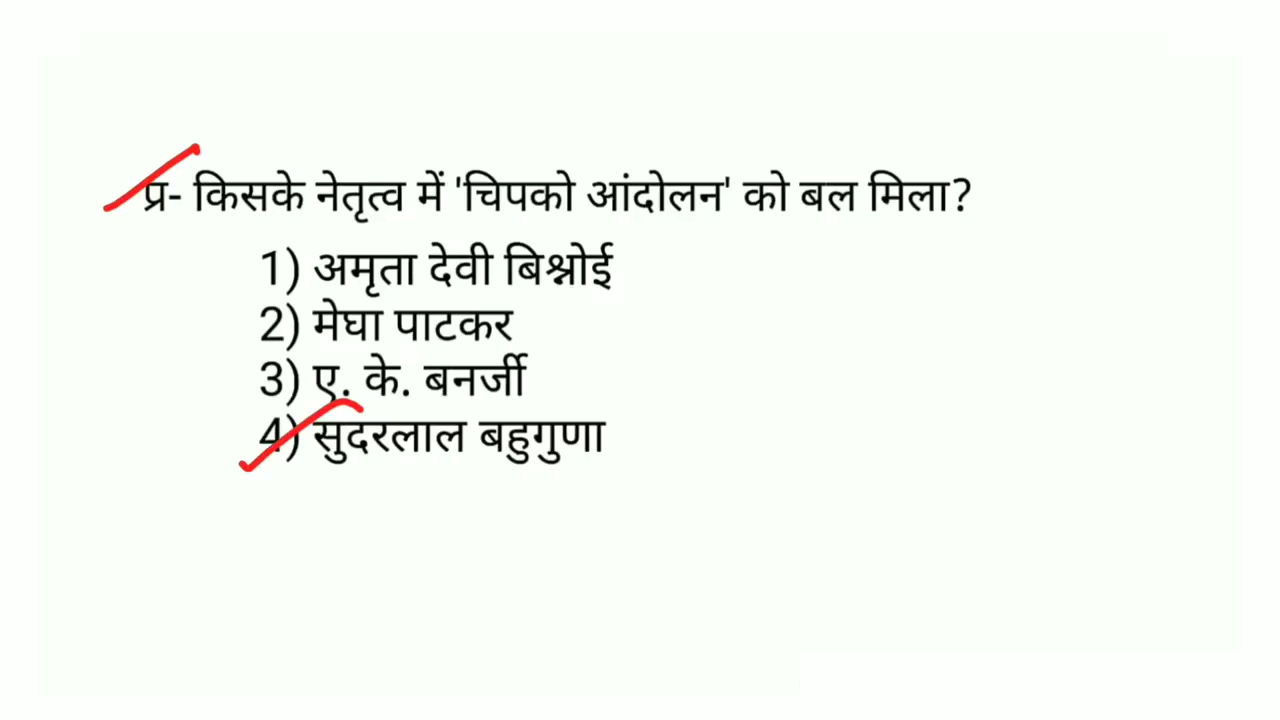 प्र- किसके नेतृत्व में 'चिपको आंदोलन' को बल मिला?
1) अमृता देवी बिश्नोई
2) मेघा पाटकर
3) ए. के. बनर्जी
4) सुदरलाल बहुगुणा